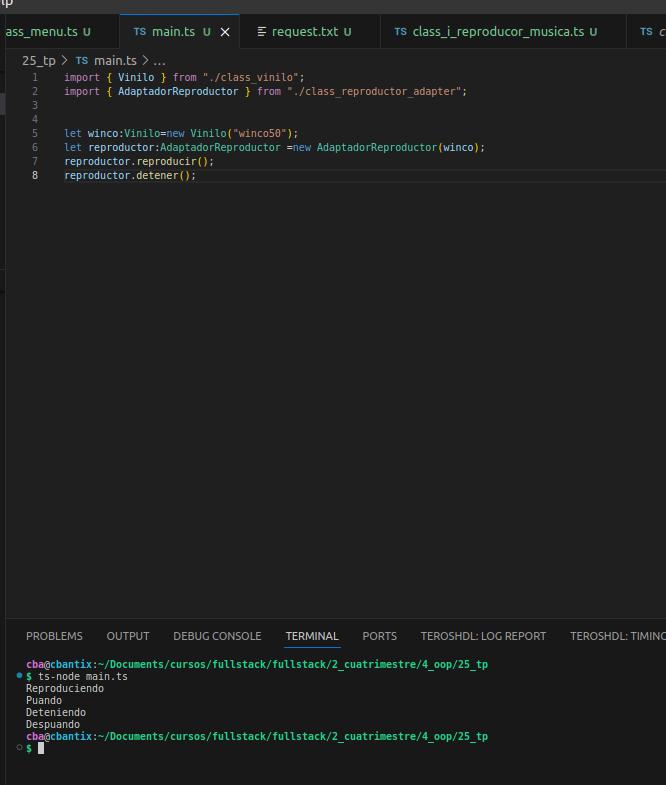 elp
ass_menu.ts U TS main.ts U × request.txt U TS class_i_reproducor_musica.ts U TS c
25_tp > TS main.ts > ...
1 import { Vinilo } from "./class_vinilo";
2 import { AdaptadorReproductor } from "./class_reproductor_adapter";
3
4
5 let winco:Vinilo=new Vinilo("winco50");
6 let reproductor:AdaptadorReproductor =new AdaptadorReproductor(winco);
7 reproductor.reproducir();
8 reproductor.detener();
PROBLEMS OUTPUT DEBUG CONSOLE TERMINAL PORTS TEROSHDL: LOG REPORT TEROSHDL: TIMING
cba@cbantix:~/Documents/cursos/fullstack/fullstack/2_cuatrimestre/4_oop/25_tp
$ ts-node main.ts
Reproduciendo
Puando
Deteniendo
Despuando
cba@cbantix:~/Documents/cursos/fullstack/fullstack/2_cuatrimestre/4_oop/25_tp
$